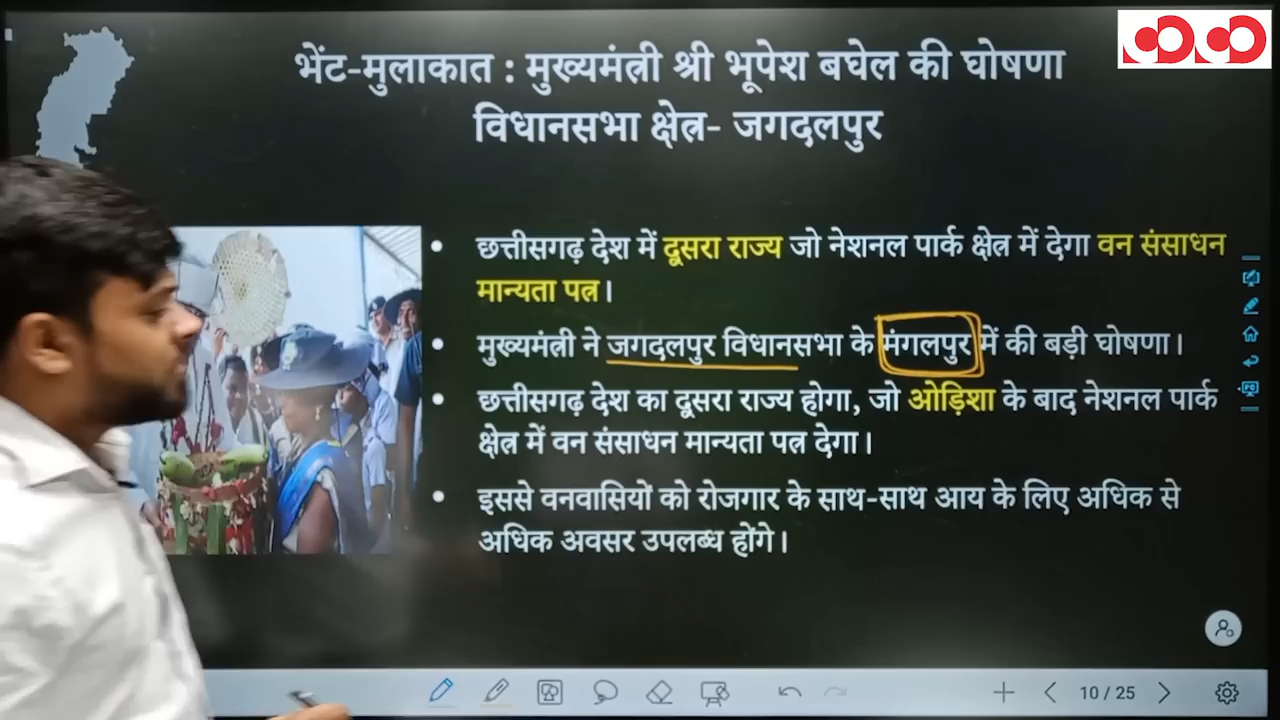 भेंट-मुलाकात : मुख्यमंत्री श्री भूपेश बघेल की घोषणा
विधानसभा क्षेत्र- जगदलपुर
• छत्तीसगढ़ देश में दूसरा राज्य जो नेशनल पार्क क्षेत्र में देगा वन संसाधन
मान्यता पत्र।
• मुख्यमंत्री ने जगदलपुर विधानसभा के मंगलपुर में की बड़ी घोषणा।
• छत्तीसगढ़ देश का दूसरा राज्य होगा, जो ओड़िशा के बाद नेशनल पार्क
क्षेत्र में वन संसाधन मान्यता पत्र देगा।
• इससे वनवासियों को रोजगार के साथ-साथ आय के लिए अधिक से
अधिक अवसर उपलब्ध होंगे।
10 / 25